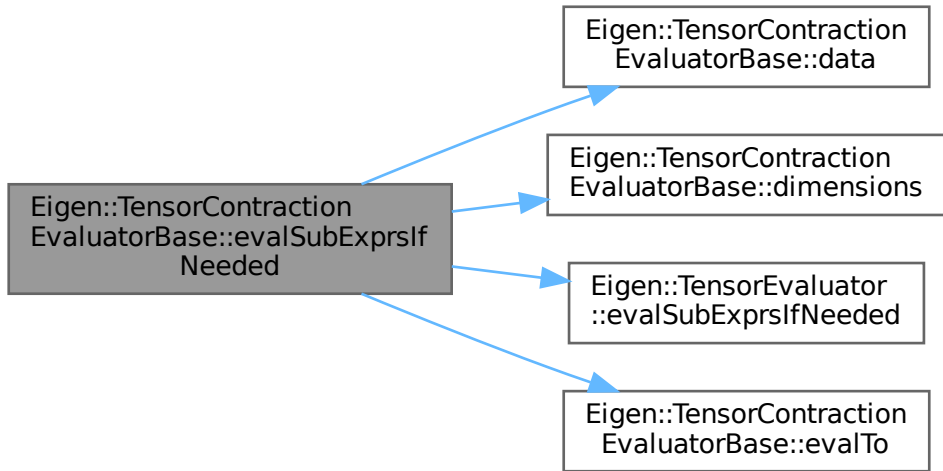 Eigen::TensorContraction
EvaluatorBase::evalSubExprsIf
Needed
Eigen::TensorContraction
EvaluatorBase::data
Eigen::TensorContraction
EvaluatorBase::dimensions
Eigen::TensorEvaluator
::evalSubExprsIfNeeded
Eigen::TensorContraction
EvaluatorBase::evalTo